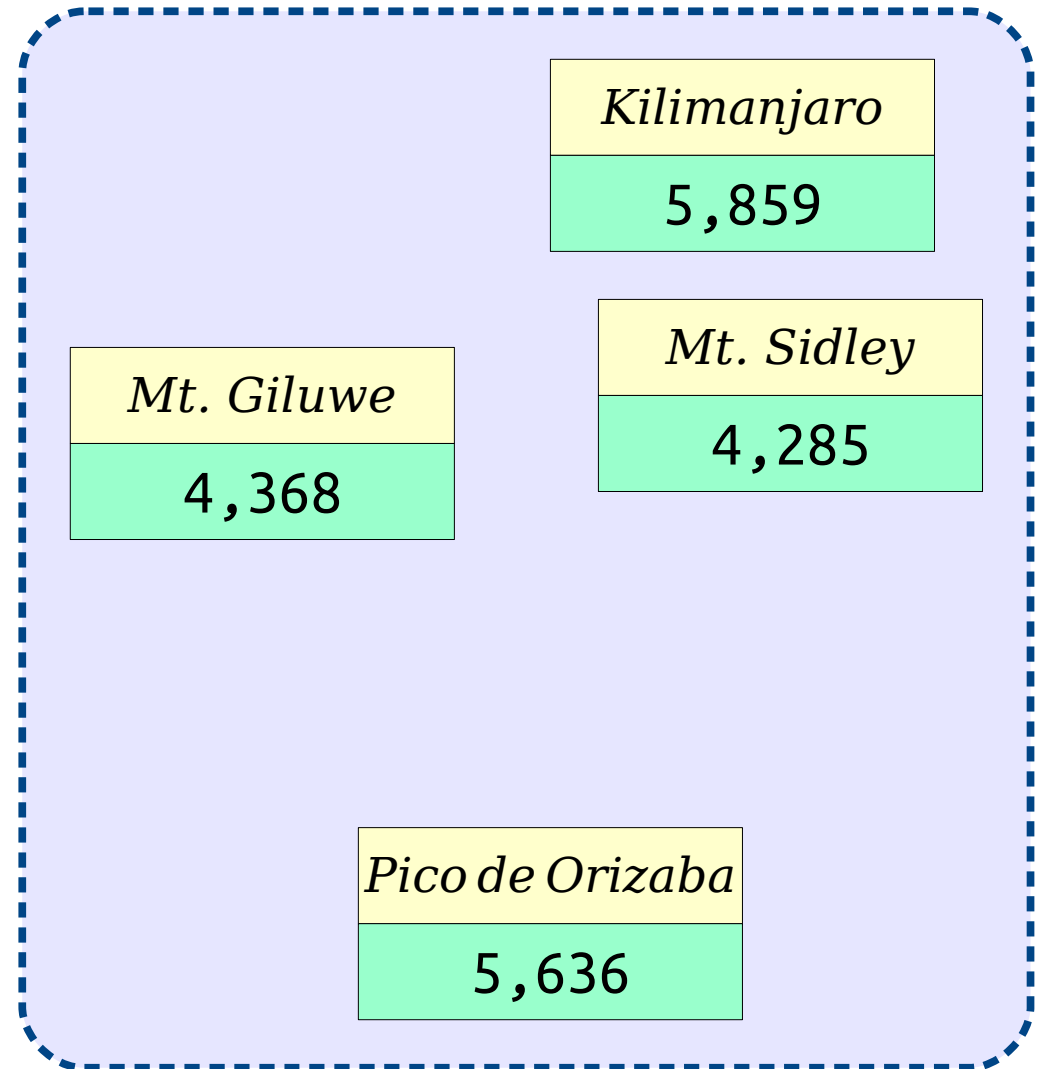 Kilimanjaro
5,859
Mt. Sidley
4,285
Mt. Giluwe
4,368
Pico de Orizaba
5,636